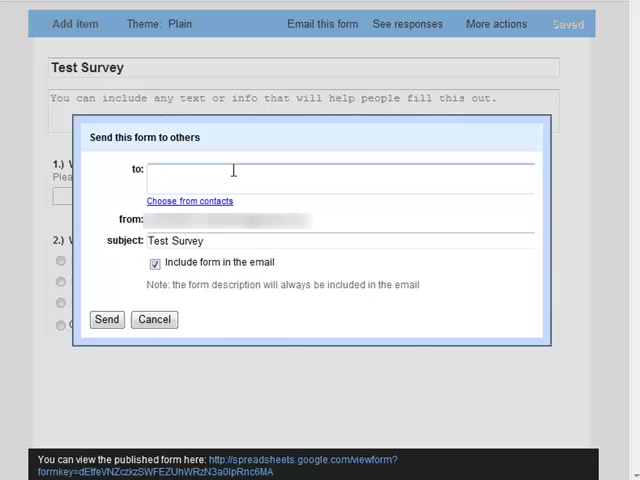 Add item Theme: Plain Email this form See responses More actions Saved
Test Survey
You can include any text or info that will help people fill this out.
Send this form to others
1.) W
to:
Plea
Choose from contacts
from:
subject: Test Survey
2.) W
Include form in the email
Note: the form description will always be included in the email
Send Cancel
You can view the published form here: http://spreadsheets.google.com/viewform?
formkey=dEtfeVNZczkzSWFEZUhWRzN3a0lpRnc6MA